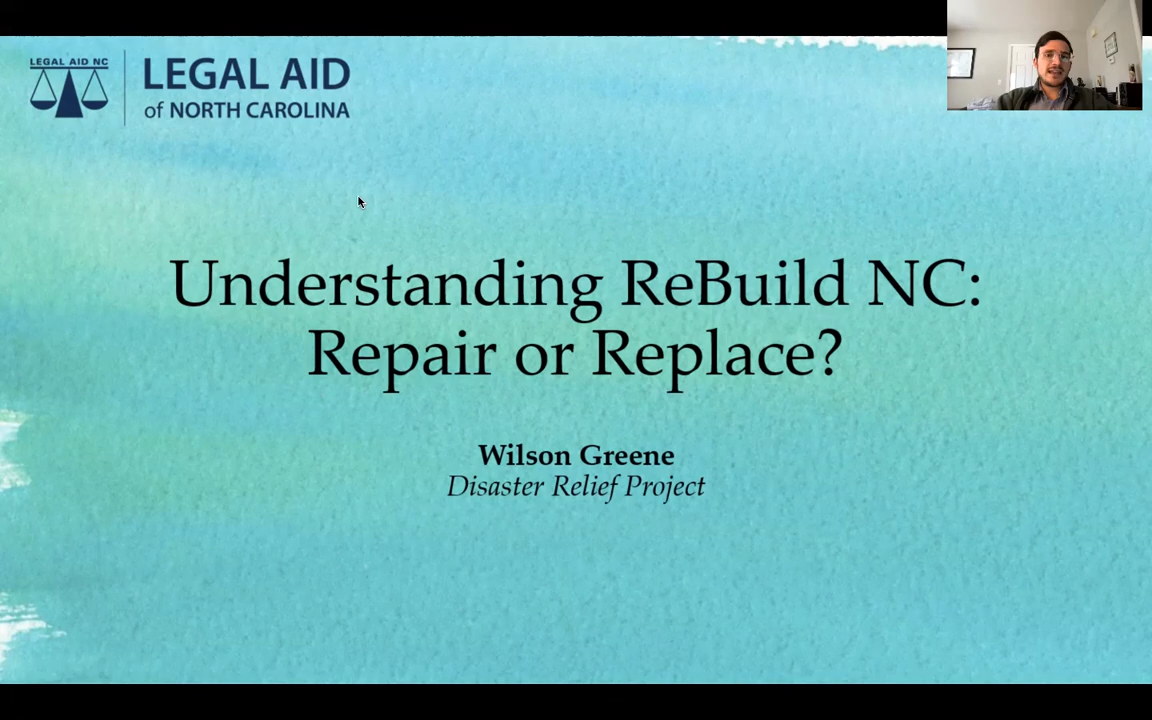 LEGAL AID NC
LEGAL AID
of NORTH CAROLINA
Understanding ReBuild NC:
Repair or Replace?
Wilson Greene
Disaster Relief Project